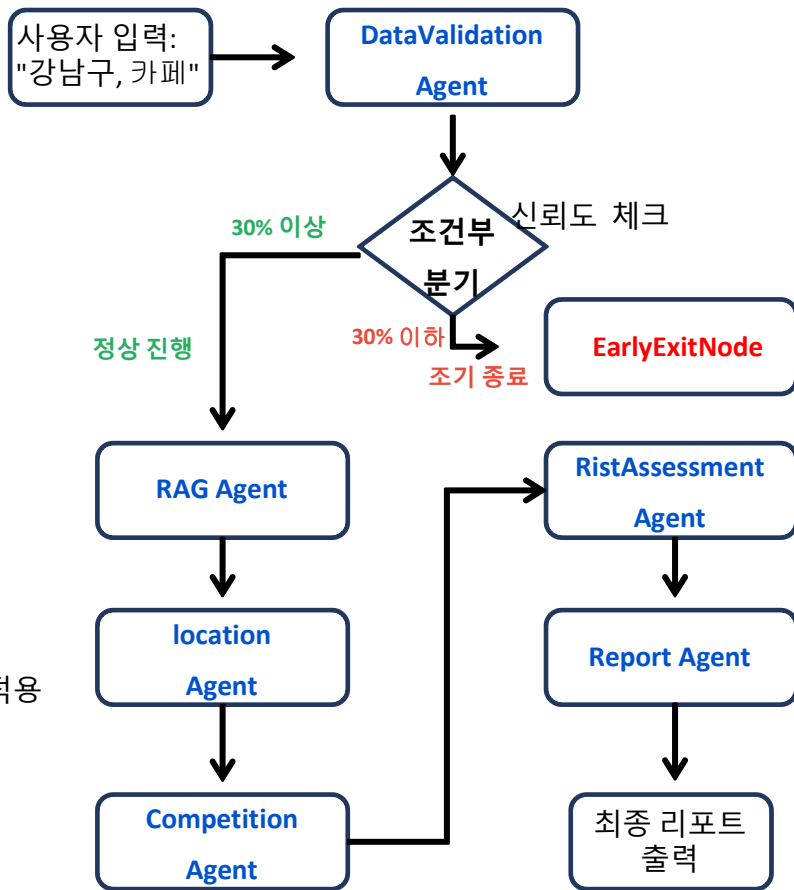 사용자 입력:
"강남구, 카페"
DataValidation
Agent
신뢰도 체크
조건부
분기
30% 이상
정상 진행
30% 이하
조기 종료
EarlyExitNode
RAG Agent
location
Agent
적용
Competition
Agent
RistAssessment
Agent
Report Agent
최종 리포트
출력